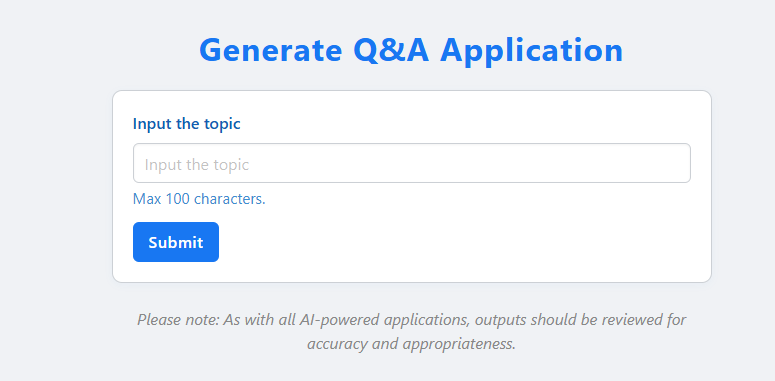 Generate Q&A Application
Input the topic
Input the topic
Max 100 characters.
Submit
Please note: As with all AI-powered applications, outputs should be reviewed for
accuracy and appropriateness.